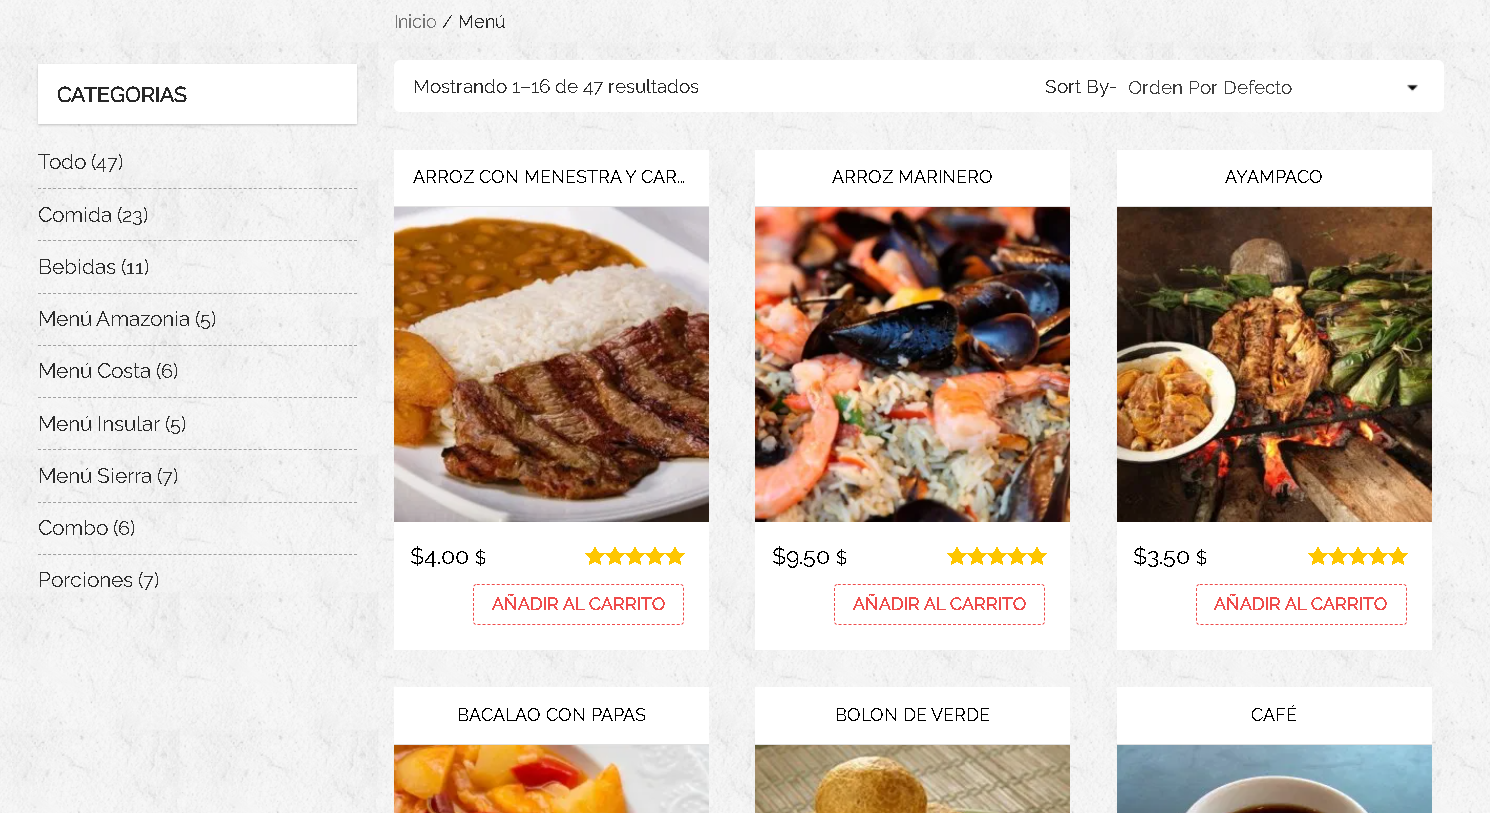 Inicio / Menú
CATEGORIAS
Todo (47)
Comida (23)
Bebidas (11)
Menú Amazonia (5)
Menú Costa (6)
Menú Insular (5)
Menú Sierra (7)
Combo (6)
Porciones (7)
Mostrando 1–16 de 47 resultados
Sort By- Orden Por Defecto
ARROZ CON MENESTRA Y CAR...
$4.00 $
AÑADIR AL CARRITO
ARROZ MARINERO
$9.50 $
AÑADIR AL CARRITO
AYAMPACO
$3.50 $
AÑADIR AL CARRITO
BACALAO CON PAPAS
BOLON DE VERDE
CAFÉ